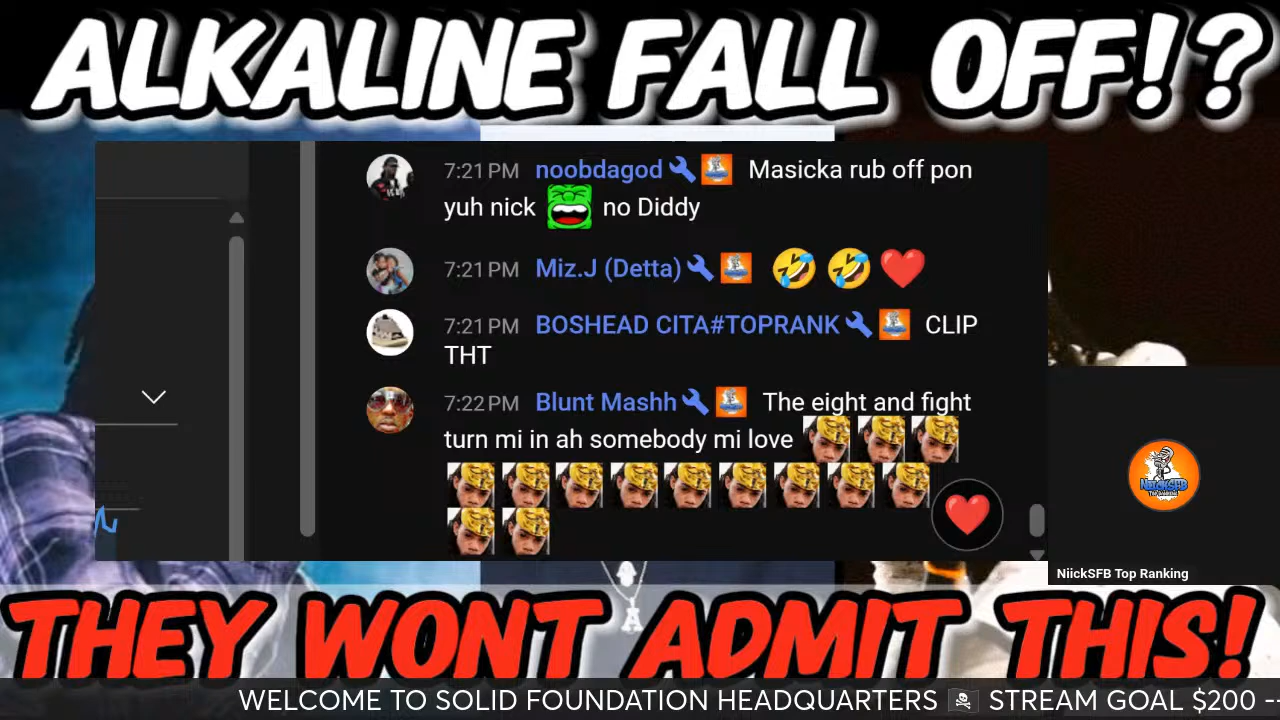 ALKALINE FALL OFF!?
7:21 PM noobdagod Masicka rub off pon
yuh nick no Diddy
7:21 PM Miz.J (Detta)
7:21 PM BOSHEAD CITA#TOPRANK CLIP
THT
7:22 PM Blunt Mashh The eight and fight
turn mi in ah somebody mi love
NIICKSFB
NiickSFB Top Ranking
A
THEY WONT ADMIT THIS!
WELCOME TO SOLID FOUNDATION HEADQUARTERS ☠ STREAM GOAL $200 -